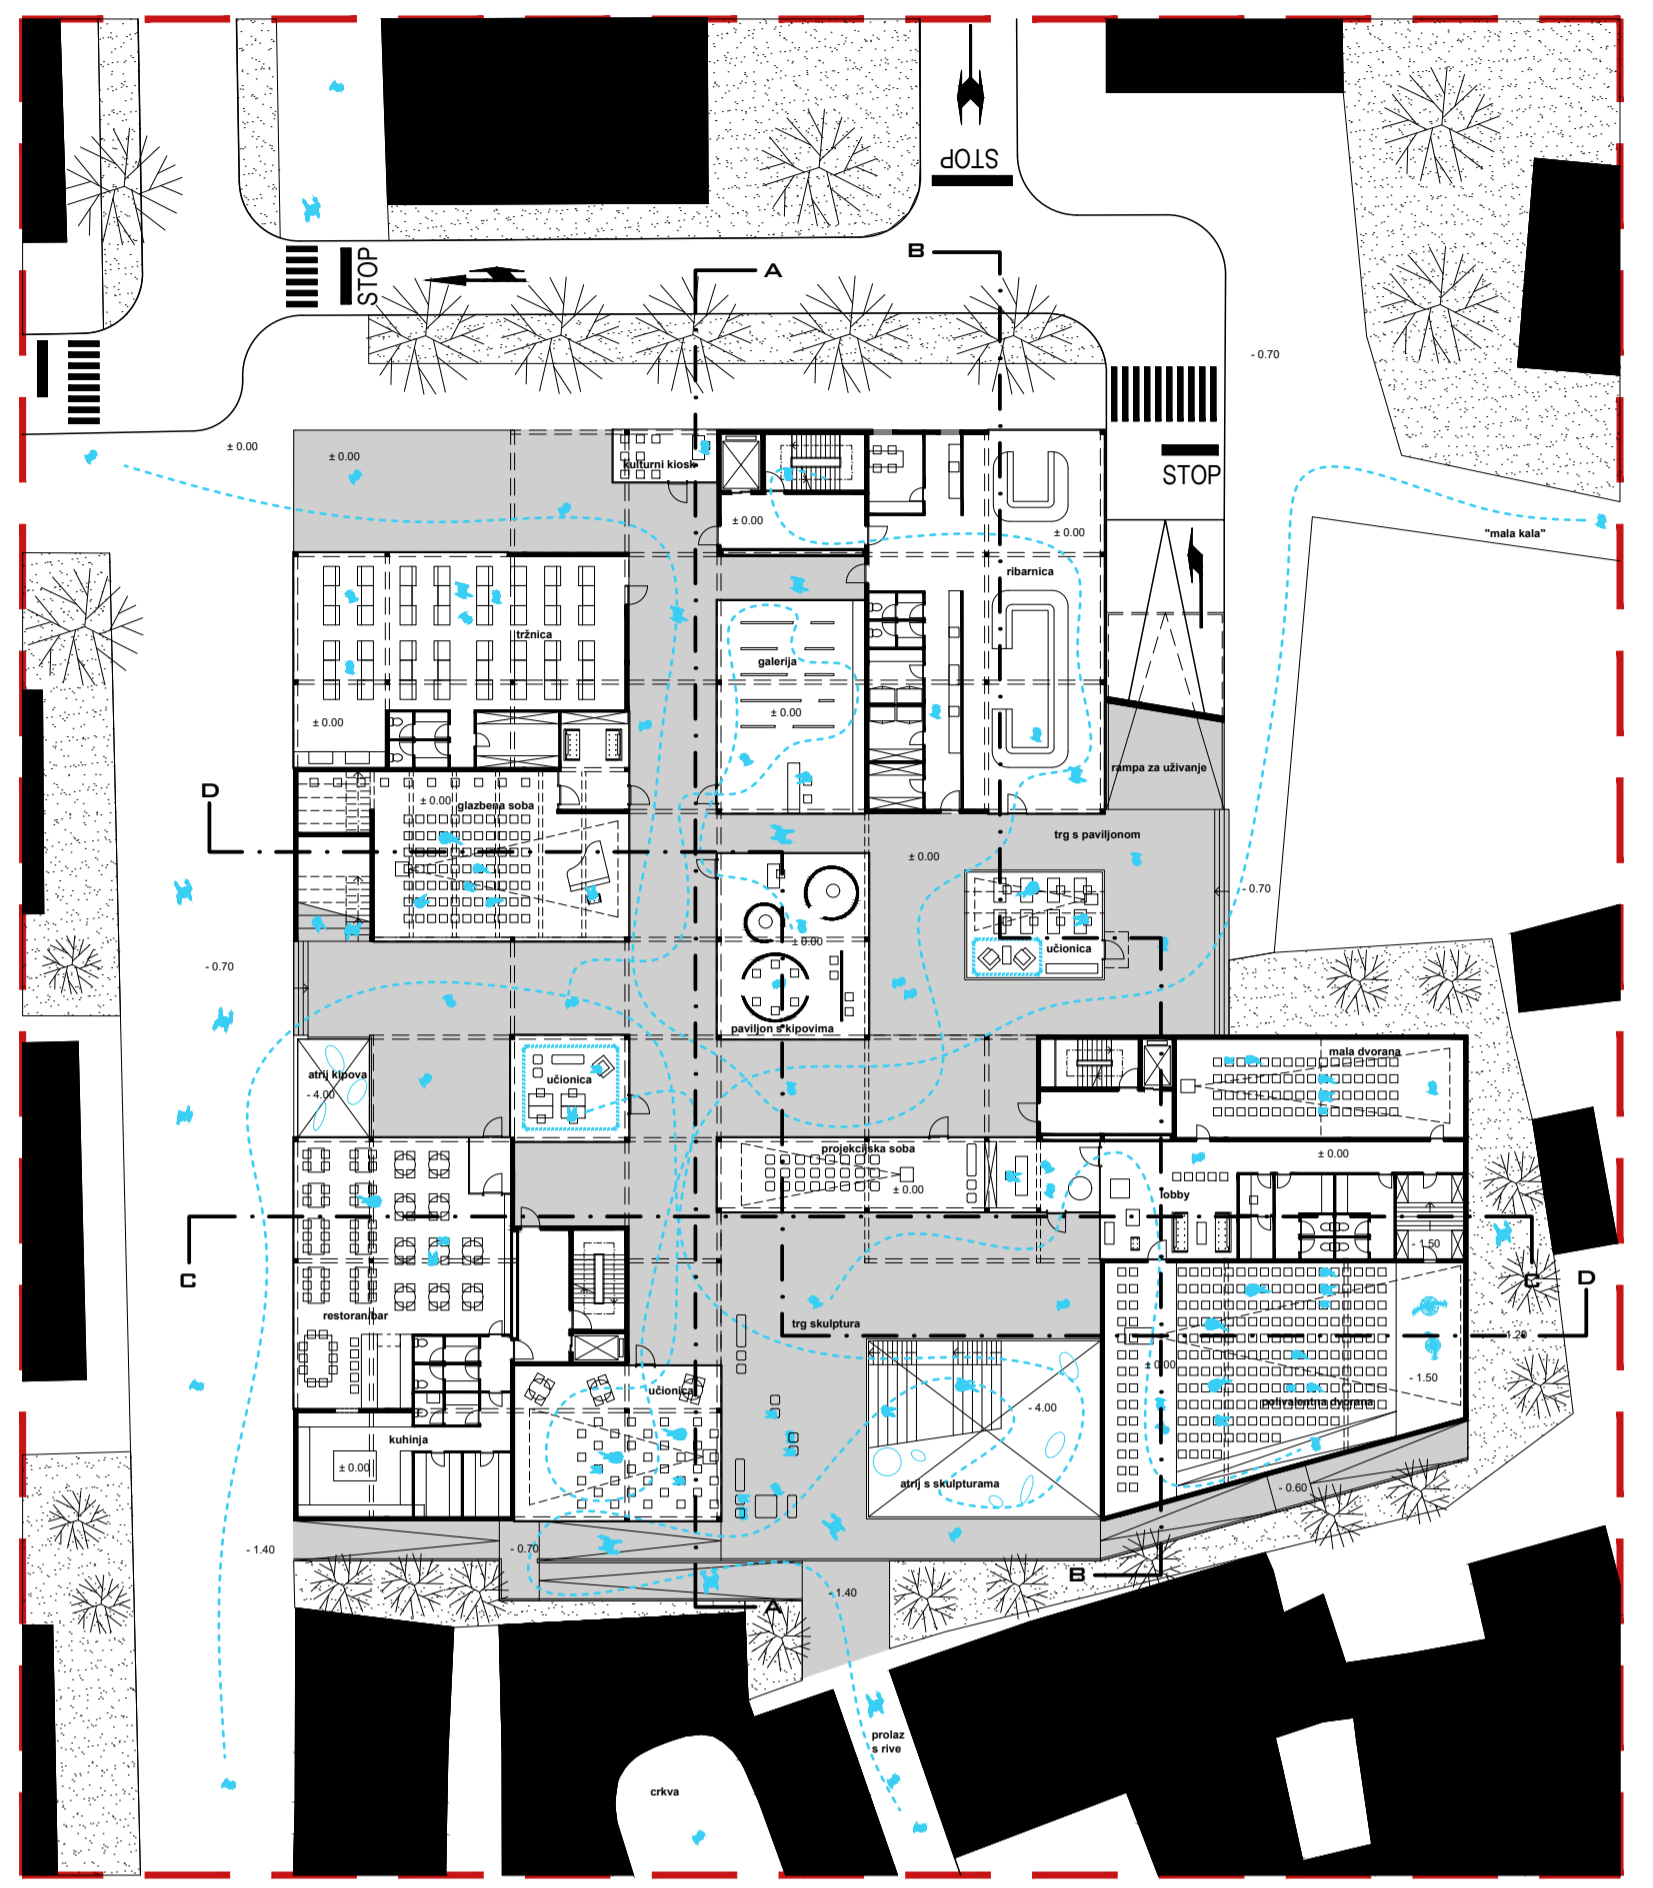 STOP
B
A
STOP
- 0.70
± 0.00
± 0.00
kulturni kiosk
STOP
± 0.00
± 0.00
"mala kala"
ribarnica
tržnica
galerija
± 0.00
± 0.00
rampa za uživanje
D
± 0.00
glazbena soba
trg s paviljonom
± 0.00
- 0.70
± 0.00
učionica
- 0.70
paviljon s kipovima
mala dvorana
atrij kipova
učionica
- 4.00
projekcijska soba
± 0.00
± 0.00
lobby
- 1.50
C
C
D
restoran/bar
trg skulptura
- 1.20
± 0.00
- 1.50
učionica
polivalentna dvorana
- 4.00
kuhinja
± 0.00
atrij s skulpturama
- 0.60
- 1.40
- 0.70
B
- 1.40
A
prolaz
s rive
crkva